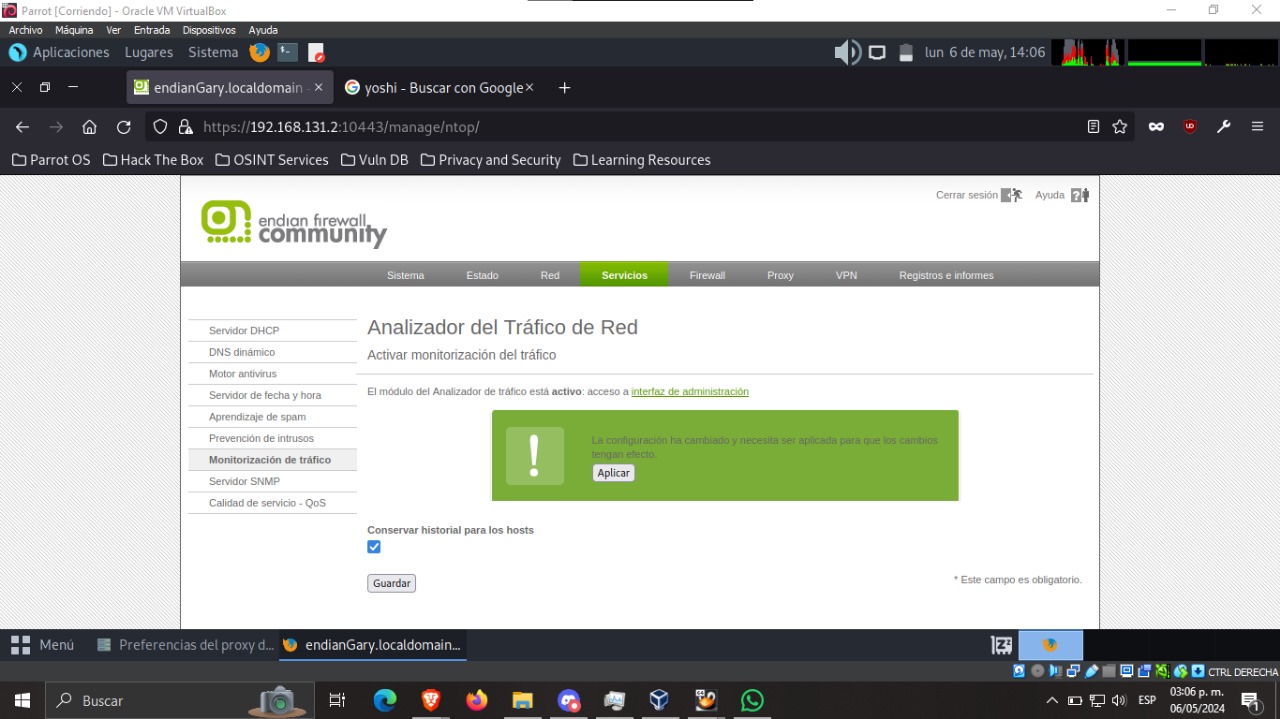 Parrot [Corriendo] - Oracle VM VirtualBox
Archivo Máquina Ver Entrada Dispositivos Ayuda
Aplicaciones Lugares Sistema lun 6 de may, 14:06
endianGary.localdomain - yoshi - Buscar con Google
https://192.168.131.2:10443/manage/ntop/
Parrot OS Hack The Box OSINT Services Vuln DB Privacy and Security Learning Resources
Cerrar sesión Ayuda
endian firewall
community
Sistema Estado Red Servicios Firewall Proxy VPN Registros e informes
Servidor DHCP
DNS dinámico
Motor antivirus
Servidor de fecha y hora
Aprendizaje de spam
Prevención de intrusos
Monitorización de tráfico
Servidor SNMP
Calidad de servicio - QoS
Analizador del Tráfico de Red
Activar monitorización del tráfico
El módulo del Analizador de tráfico está activo: acceso a interfaz de administración
La configuración ha cambiado y necesita ser aplicada para que los cambios
tengan efecto.
Aplicar
Conservar historial para los hosts
Guardar
* Este campo es obligatorio.
Menú Preferencias del proxy d... endianGary.localdomain...
CTRL DERECHA
Buscar
ESP
03:06 p. m.
06/05/2024
1